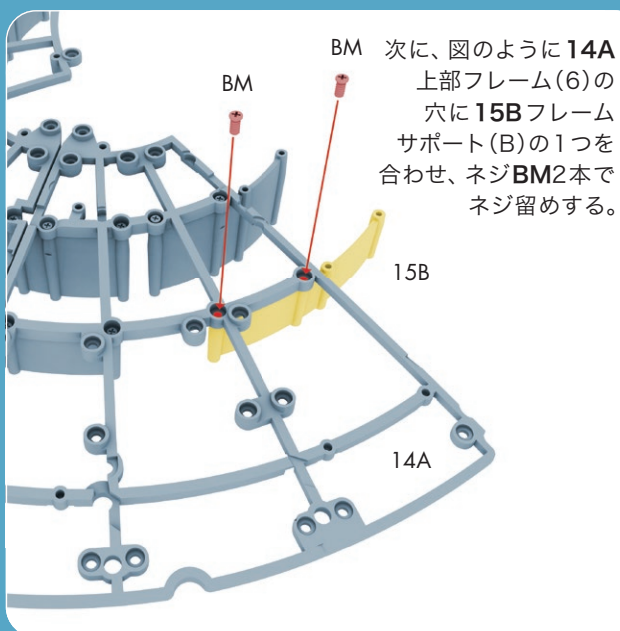 BM
BM
次に、図のように14A
上部フレーム(6)の
穴に15Bフレーム
サポート(B)の1つを
合わせ、ネジBM2本で
ネジ留めする。
15B
14A